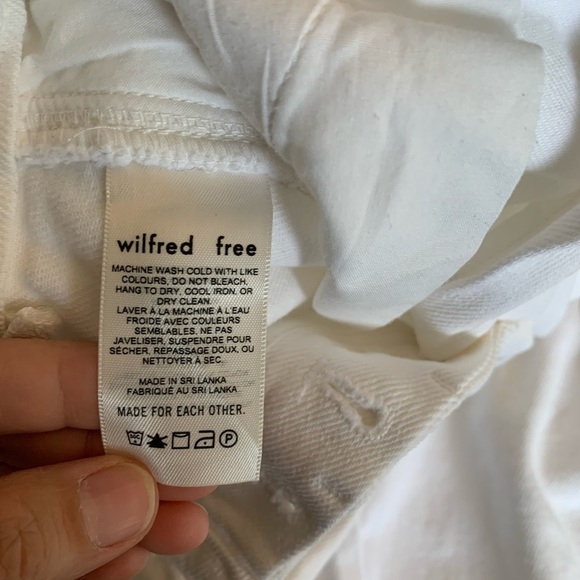 wilfred free
MACHINE WASH COLD WITH LIKE
COLOURS, DO NOT BLEACH.
HANG TO DRY. COOL IRON. OR
DRY CLEAN.
LAVER À LA MACHINE À L'EAU
FROIDE AVEC COULEURS
SEMBLABLES. NE PAS
JAVELISER, SUSPENDRE POUR
SÉCHER, REPASSAGE DOUX, OU
NETTOYER À SEC.
MADE IN SRI LANKA
FABRIQUÉ AU SRI LANKA
MADE FOR EACH OTHER.
30C P